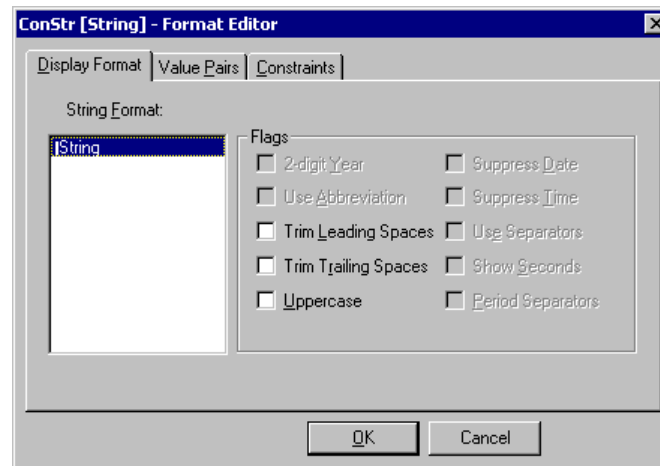 ConStr [String] - Format Editor
Display Format Value Pairs Constraints
String Format:
String
Flags
2-digit Year Suppress Date
Use Abbreviation Suppress Time
Trim Leading Spaces Use Separators
Trim Trailing Spaces Show Seconds
Uppercase Period Separators
OK Cancel